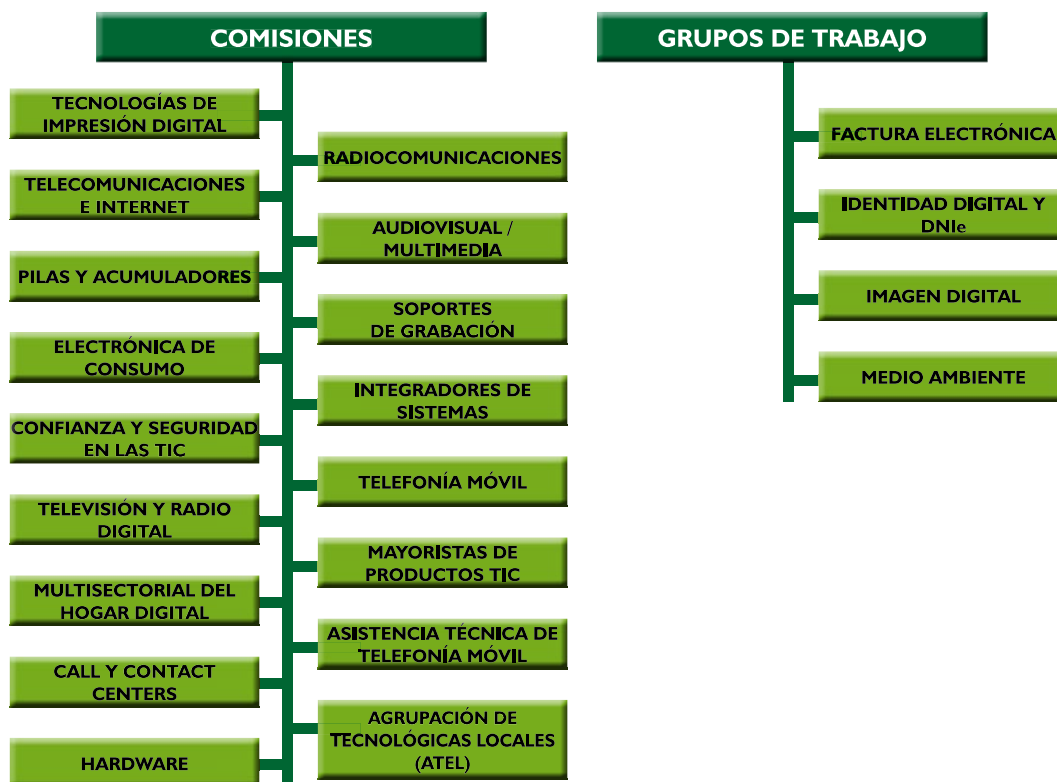 COMISIONES
TECNOLOGÍAS DE
IMPRESIÓN DIGITAL
RADIOCOMUNICACIONES
TELECOMUNICACIONES
E INTERNET
AUDIOVISUAL /
MULTIMEDIA
PILAS Y ACUMULADORES
SOPORTES
DE GRABACIÓN
ELECTRÓNICA DE
CONSUMO
INTEGRADORES DE
SISTEMAS
CONFIANZA Y SEGURIDAD
EN LAS TIC
TELEFONÍA MÓVIL
TELEVISIÓN Y RADIO
DIGITAL
MAYORISTAS DE
PRODUCTOS TIC
MULTISECTORIAL DEL
HOGAR DIGITAL
ASISTENCIA TÉCNICA DE
TELEFONÍA MÓVIL
CALL Y CONTACT
CENTERS
AGRUPACIÓN DE
TECNOLÓGICAS LOCALES
(ATEL)
HARDWARE
GRUPOS DE TRABAJO
FACTURA ELECTRÓNICA
IDENTIDAD DIGITAL Y
DNIe
IMAGEN DIGITAL
MEDIO AMBIENTE